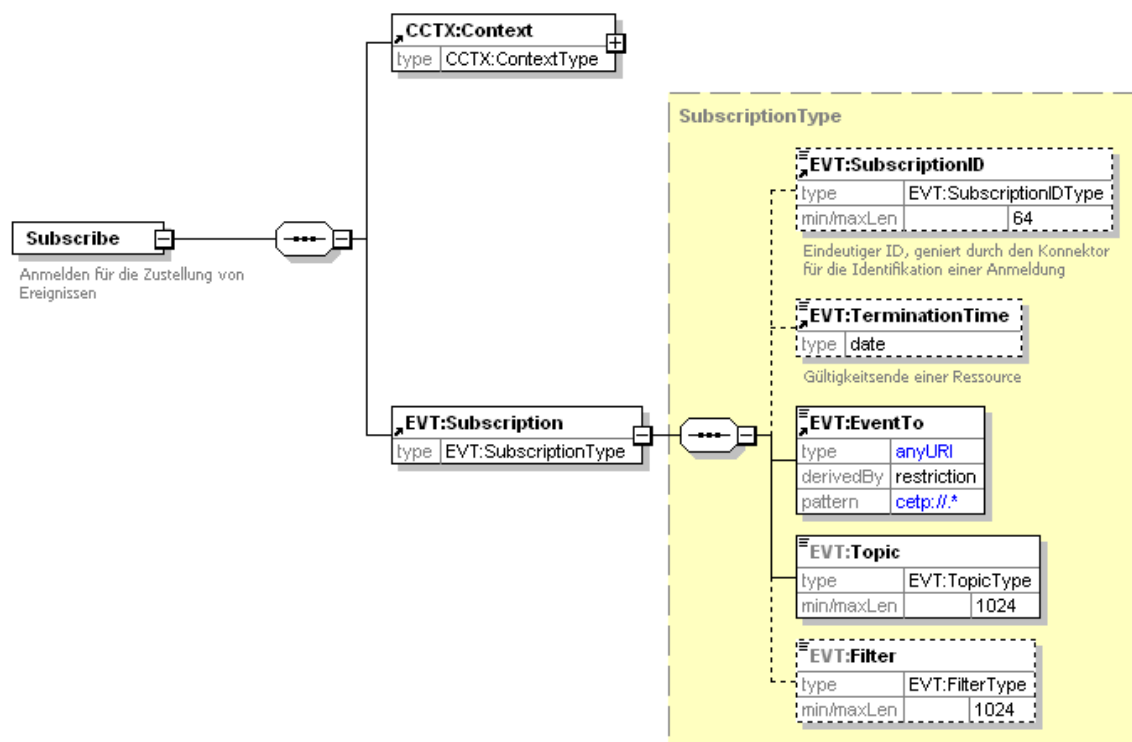 CCTX:Context
type CCTX:ContextType
SubscriptionType
EVT:SubscriptionID
type EVT:SubscriptionIDType
min/maxLen 64
Eindeutiger ID, geniert durch den Konnektor
für die Identifikation einer Anmeldung
Subscribe
Anmelden für die Zustellung von
Ereignissen
EVT:TerminationTime
type date
Gültigkeitsende einer Ressource
EVT:Subscription
type EVT:SubscriptionType
EVT:EventTo
type anyURI
derivedBy restriction
pattern cetp://.*
EVT:Topic
type EVT:TopicType
min/maxLen 1024
EVT:Filter
type EVT:FilterType
min/maxLen 1024